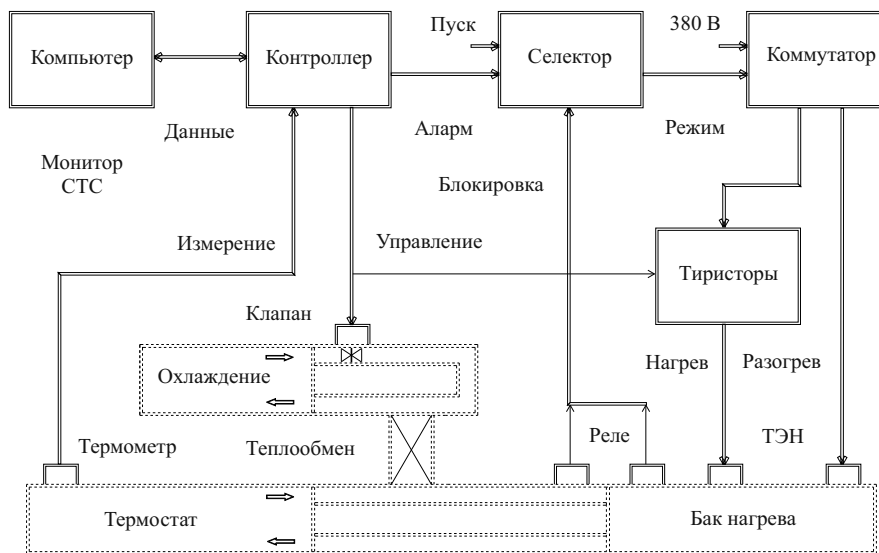 Пуск
380 В
Компьютер
Контроллер
Селектор
Коммутатор
Данные
Аларм
Режим
Монитор
СТС
Блокировка
Измерение
Управление
Тиристоры
Клапан
Охлаждение
Нагрев
Разогрев
Термометр
Теплообмен
Реле
ТЭН
Термостат
Бак нагрева